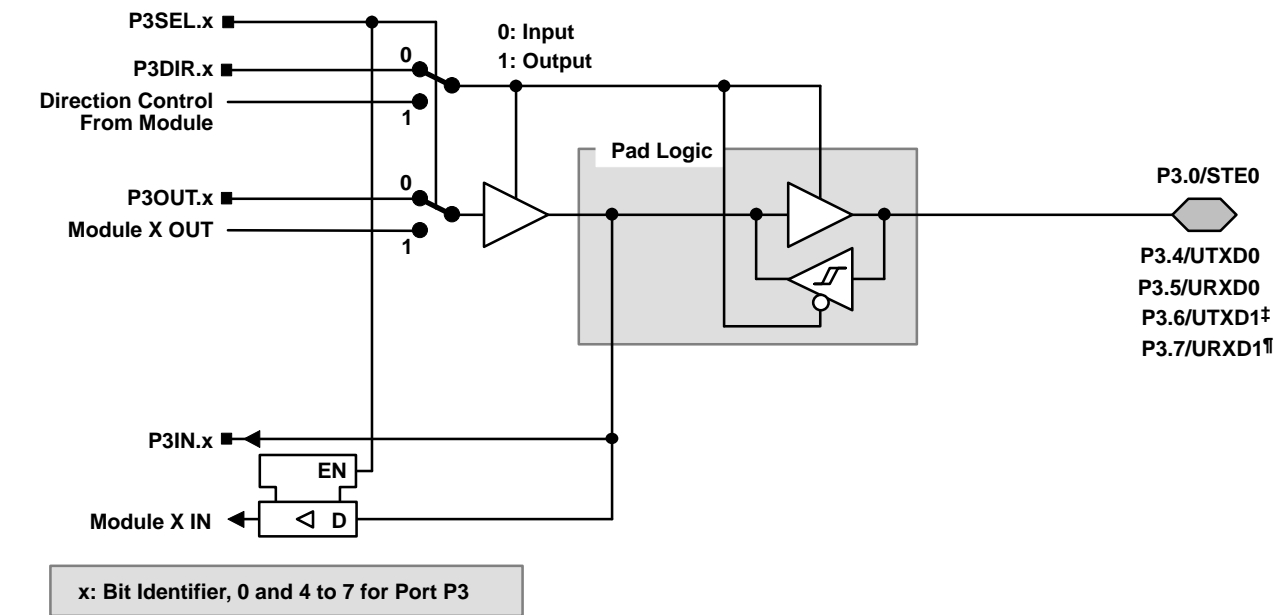 P3SEL.x
0: Input
1: Output
P3DIR.x
0
Direction Control
From Module
1
Pad Logic
P3OUT.x
0
Module X OUT
1
P3.0/STE0
P3.4/UTXD0
P3.5/URXD0
P3.6/UTXD1‡
P3.7/URXD1¶
P3IN.x
EN
Module X IN
D
x: Bit Identifier, 0 and 4 to 7 for Port P3